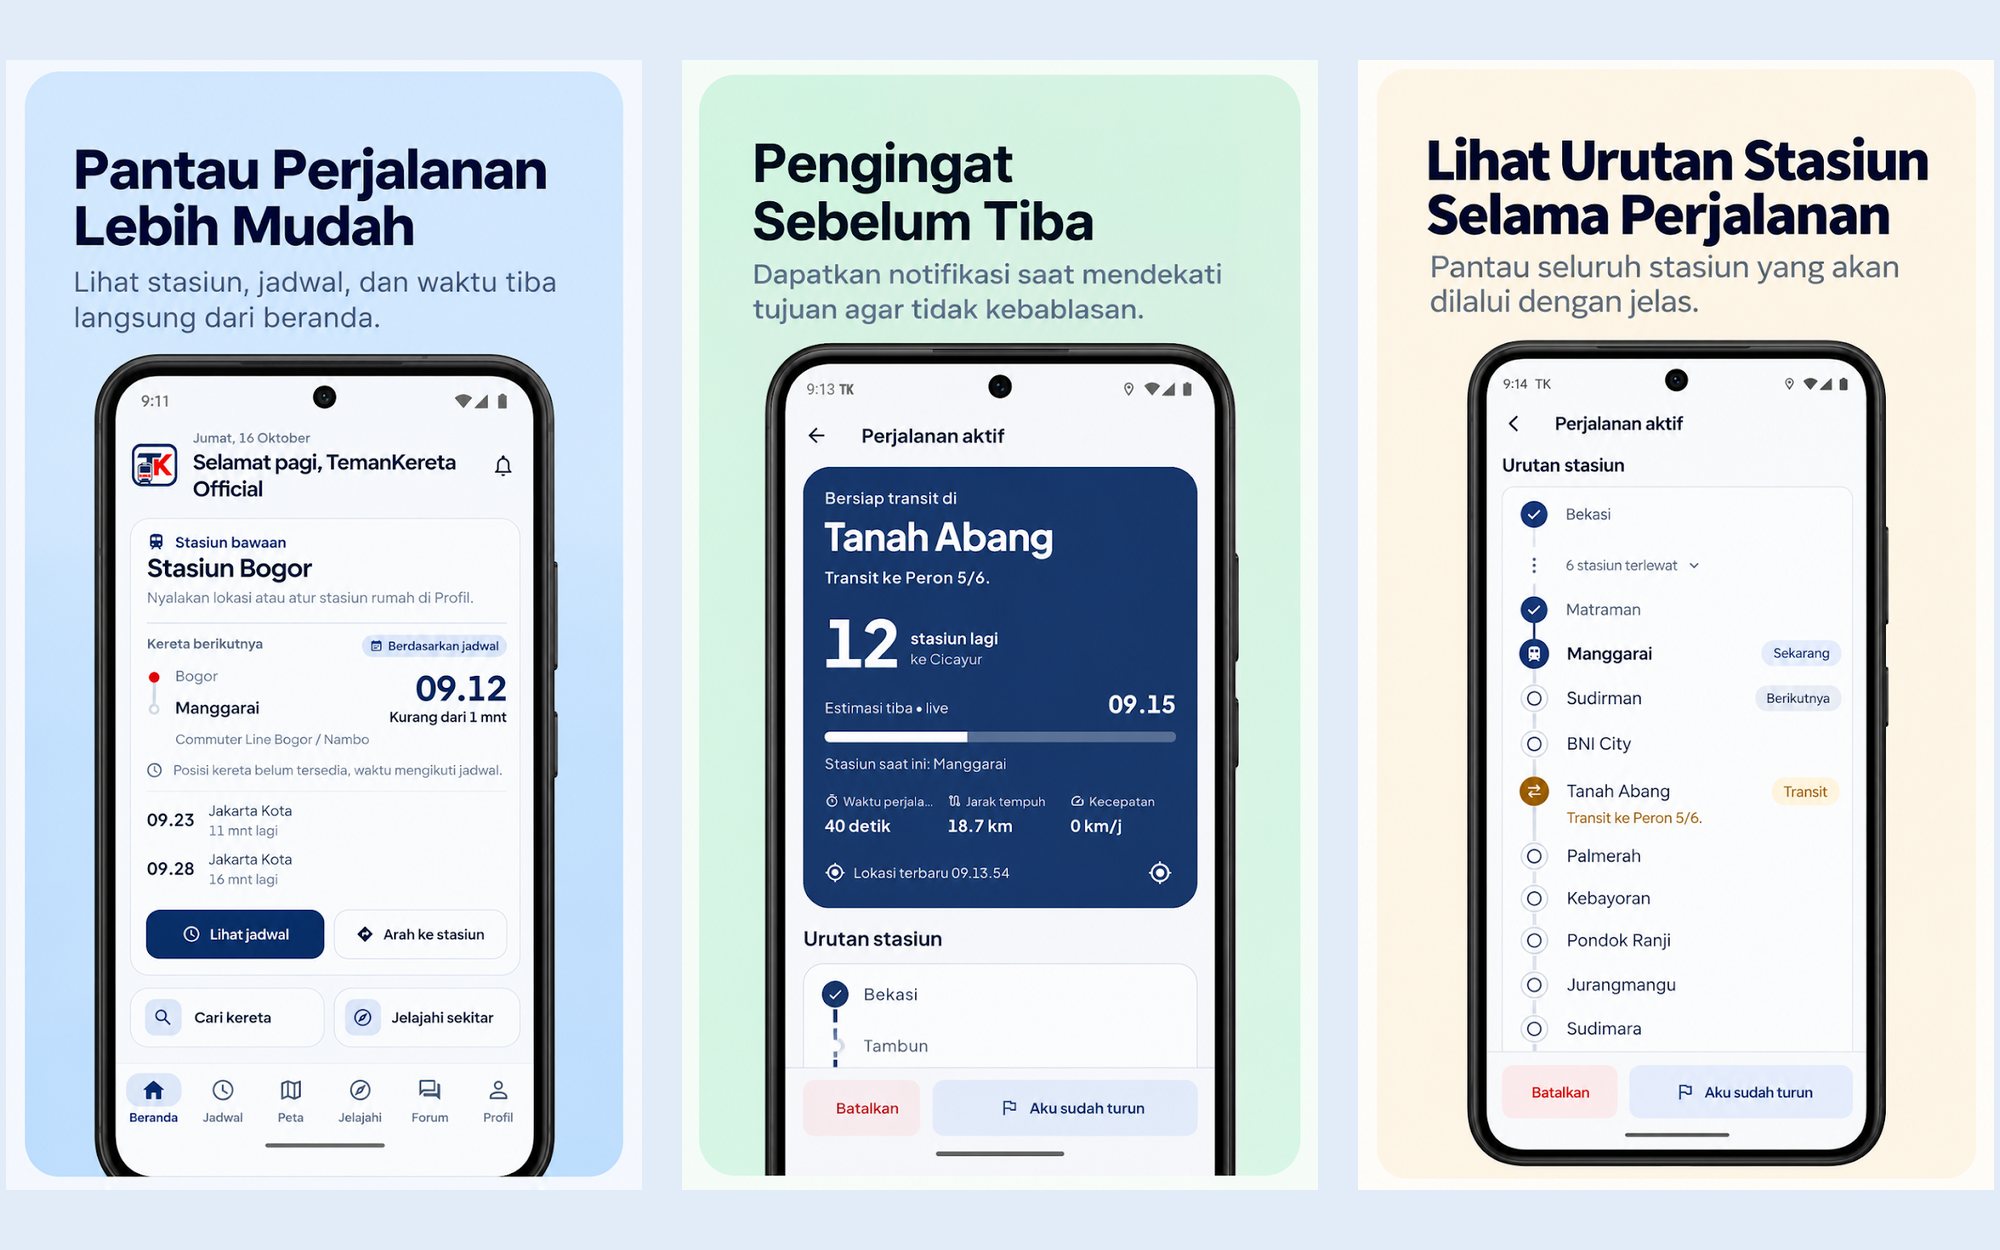 Pantau Perjalanan
Lebih Mudah
Lihat stasiun, jadwal, dan waktu tiba
langsung dari beranda.
9:11
Jumat, 16 Oktober
TK
Selamat pagi, TemanKereta
Official
Stasiun bawaan
Stasiun Bogor
Nyalakan lokasi atau atur stasiun rumah di Profil.
Kereta berikutnya
Berdasarkan jadwal
Bogor
09.12
Manggarai
Kurang dari 1 mnt
Commuter Line Bogor / Nambo
Posisi kereta belum tersedia, waktu mengikuti jadwal.
09.23
Jakarta Kota
11 mnt lagi
09.28
Jakarta Kota
16 mnt lagi
Lihat jadwal
Arah ke stasiun
Cari kereta
Jelajahi sekitar
Beranda
Jadwal
Peta
Jelajahi
Forum
Profil
Pengingat
Sebelum Tiba
Dapatkan notifikasi saat mendekati
tujuan agar tidak kebablasan.
9:13 TK
Perjalanan aktif
Bersiap transit di
Tanah Abang
Transit ke Peron 5/6.
12
stasiun lagi
ke Cicayur
Estimasi tiba • live
09.15
Stasiun saat ini: Manggarai
Waktu perjala...
Jarak tempuh
Kecepatan
40 detik
18.7 km
0 km/j
Lokasi terbaru 09.13.54
Urutan stasiun
Bekasi
Tambun
Batalkan
Aku sudah turun
Lihat Urutan Stasiun
Selama Perjalanan
Pantau seluruh stasiun yang akan
dilalui dengan jelas.
9:14 TK
Perjalanan aktif
Urutan stasiun
Bekasi
6 stasiun terlewat
Matraman
Manggarai
Sekarang
Sudirman
Berikutnya
BNI City
Tanah Abang
Transit
Transit ke Peron 5/6.
Palmerah
Kebayoran
Pondok Ranji
Jurangmangu
Sudimara
Batalkan
Aku sudah turun